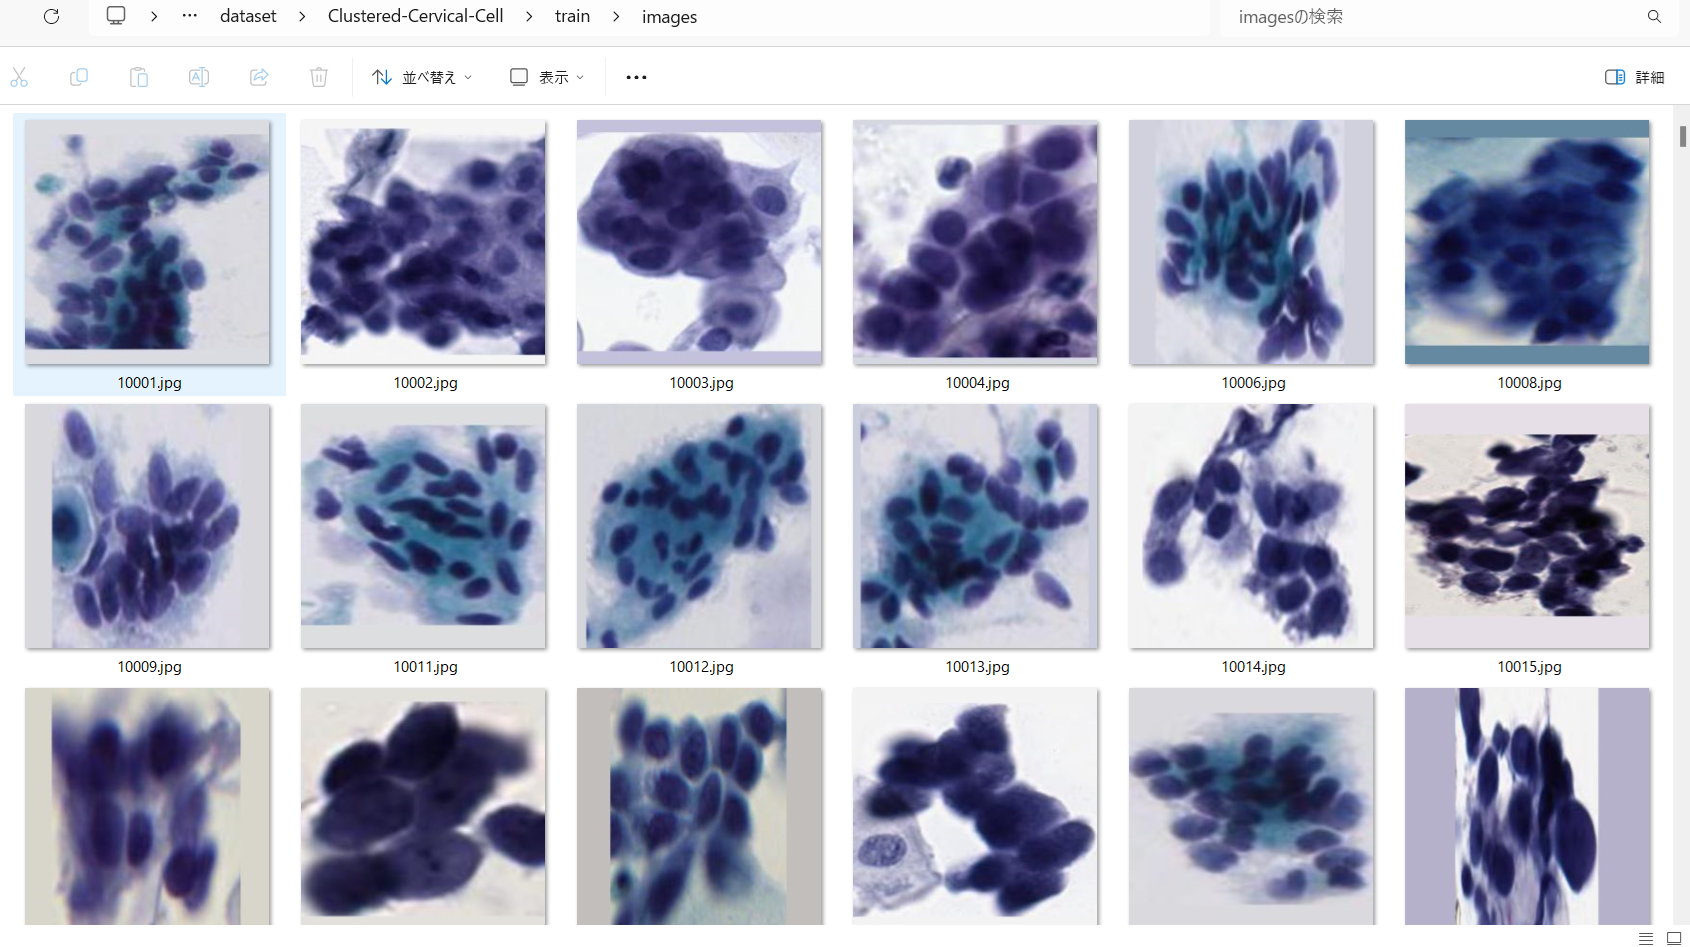 dataset Clustered-Cervical-Cell train images
imagesの検索
並べ替え 表示 詳細
10001.jpg 10002.jpg 10003.jpg 10004.jpg 10006.jpg 10008.jpg
10009.jpg 10011.jpg 10012.jpg 10013.jpg 10014.jpg 10015.jpg